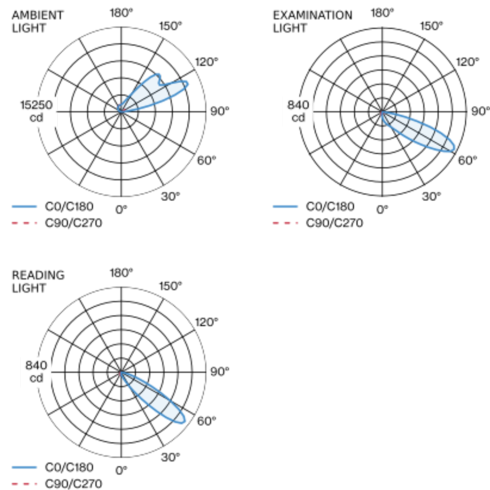 AMBIENT
LIGHT
180°
150°
120°
15250
cd
90°
60°
30°
0°
C0/C180
C90/C270
EXAMINATION
LIGHT
180°
150°
120°
840
cd
90°
60°
30°
0°
C0/C180
C90/C270
READING
LIGHT
180°
150°
120°
840
cd
90°
60°
30°
0°
C0/C180
C90/C270